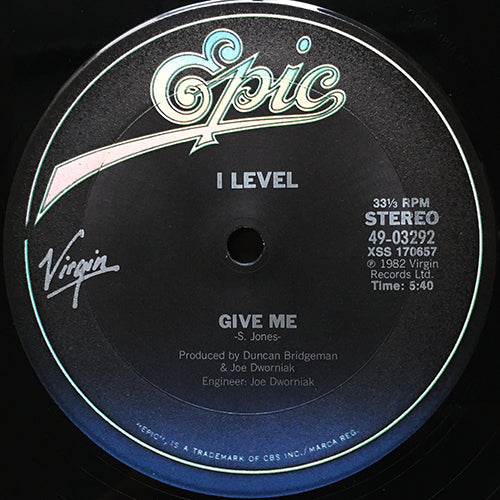 Epic
I LEVEL
33⅓ RPM
STEREO
49-03292
XSS 170657
℗ 1982 Virgin
Records Ltd.
Time: 5:40
Virgin
GIVE ME
-S. Jones-
Produced by Duncan Bridgeman
& Joe Dworniak
Engineer: Joe Dworniak
"EPIC", IS A TRADEMARK OF CBS INC./MARCA REG.